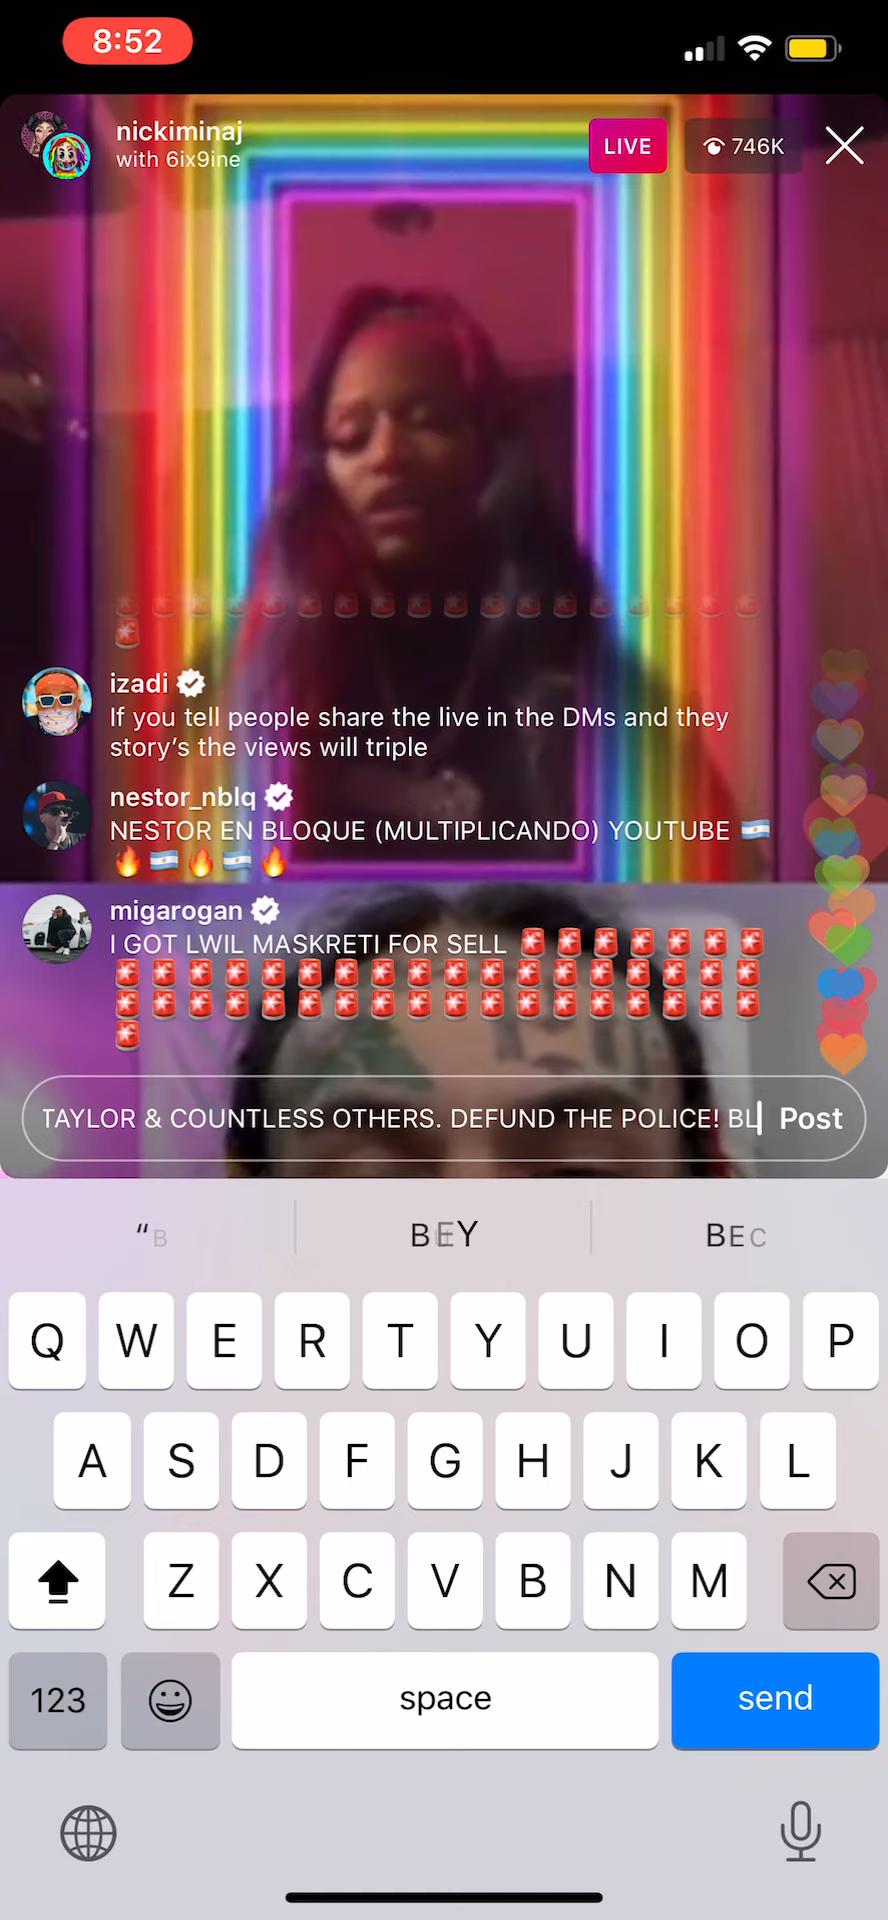 8:52
nickiminaj
with 6ix9ine
LIVE
746K
izadi
If you tell people share the live in the DMs and they
story's the views will triple
nestor_nblq
NESTOR EN BLOQUE (MULTIPLICANDO) YOUTUBE 🇦🇷
🔥 🇦🇷 🔥 🇦🇷 🔥
migarogan
I GOT LWIL MASKRETI FOR SELL 🚨🚨🚨🚨🚨🚨🚨
🚨🚨🚨🚨🚨🚨🚨🚨🚨🚨🚨🚨🚨🚨🚨🚨🚨🚨
🚨🚨🚨🚨🚨🚨🚨🚨🚨🚨🚨🚨🚨🚨🚨🚨🚨🚨
🚨
TAYLOR & COUNTLESS OTHERS. DEFUND THE POLICE! BL
Post
Q W E R T Y U I O P
A S D F G H J K L
Z X C V B N M
123
space
send